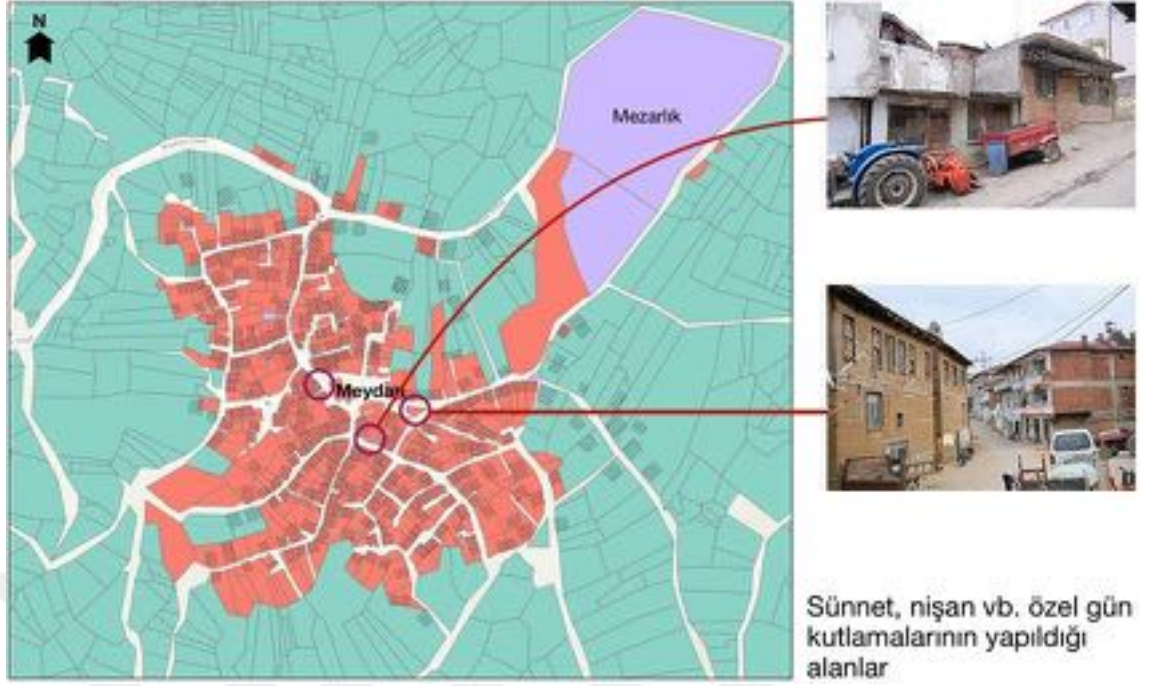 N
Mezarlık
Meydan
Sünnet, nişan vb. özel gün
kutlamalarının yapıldığı
alanlar